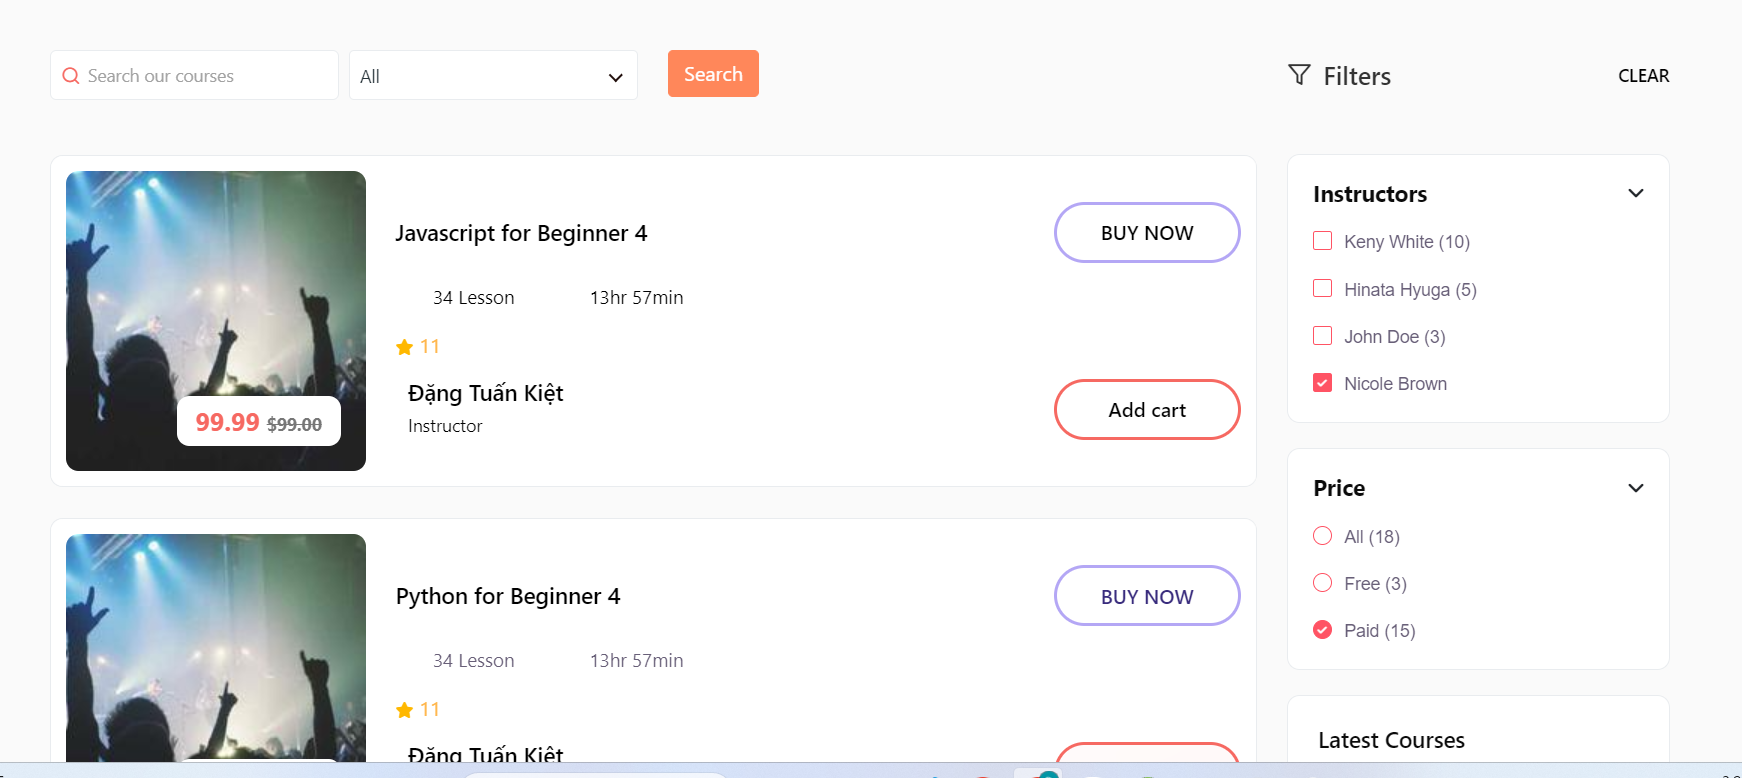 Search our courses
All
Search
Filters
CLEAR
Javascript for Beginner 4
BUY NOW
34 Lesson
13hr 57min
11
Đặng Tuấn Kiệt
Instructor
Add cart
99.99 $99.00
Python for Beginner 4
BUY NOW
34 Lesson
13hr 57min
11
Đặng Tuấn Kiệt
Instructors
Keny White (10)
Hinata Hyuga (5)
John Doe (3)
Nicole Brown
Price
All (18)
Free (3)
Paid (15)
Latest Courses